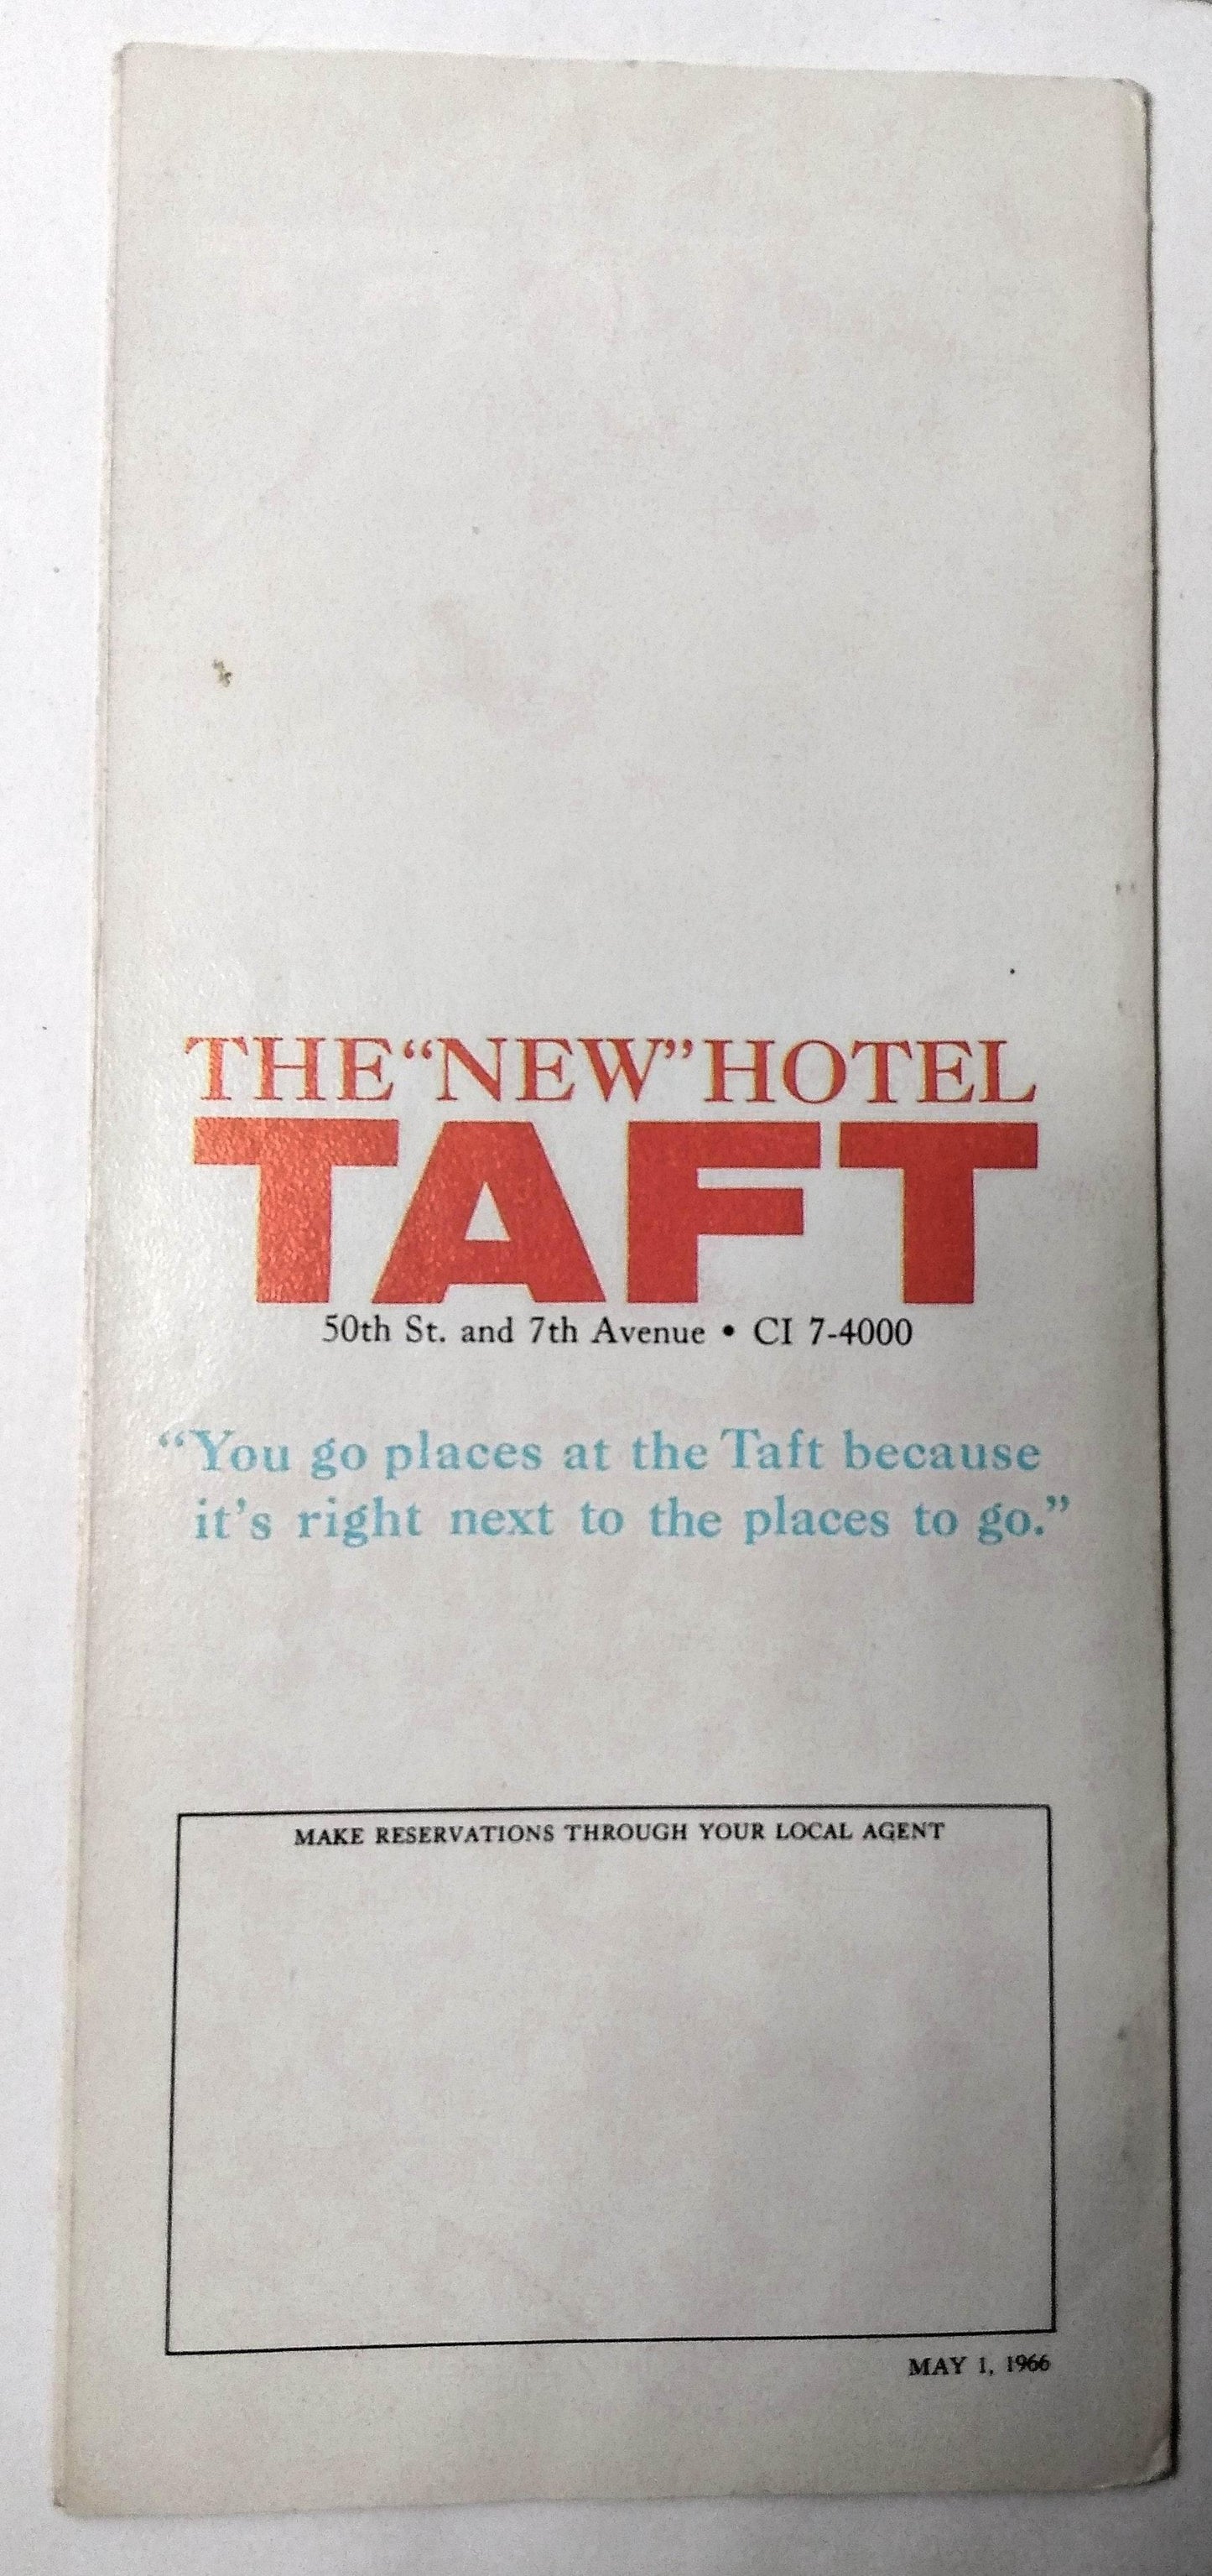 THE “NEW” HOTEL
TAFT
50th St. and 7th Avenue • CI 7-4000
“You go places at the Taft because
it’s right next to the places to go.”
MAKE RESERVATIONS THROUGH YOUR LOCAL AGENT
MAY 1, 1966